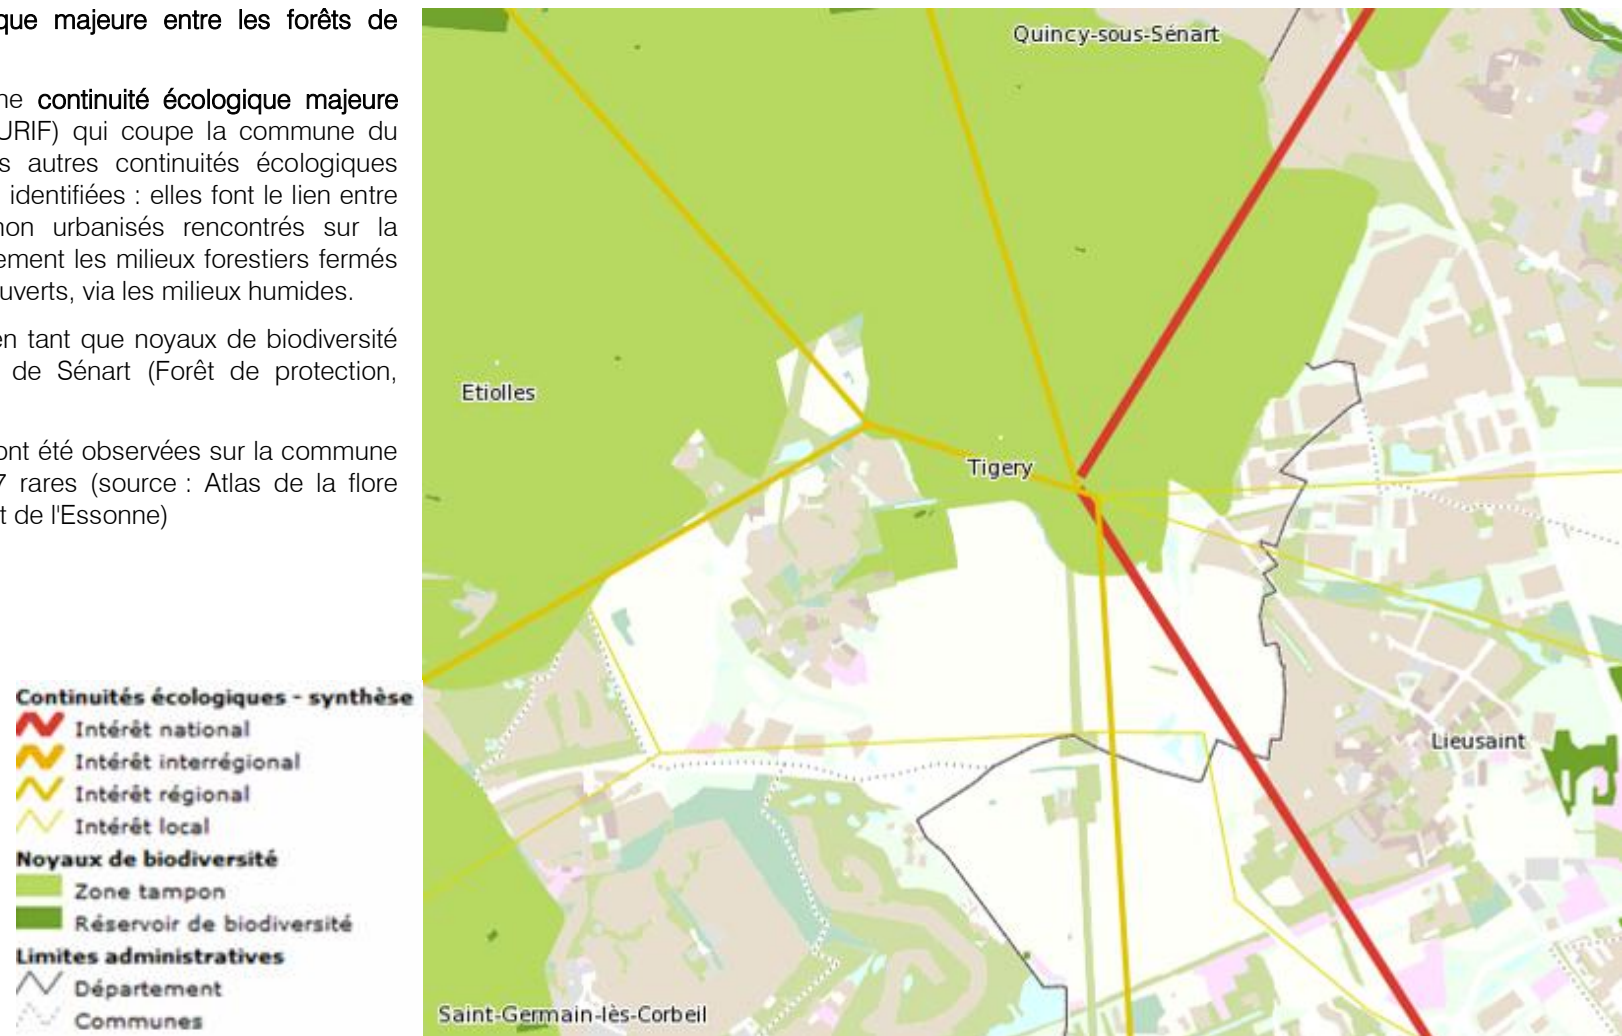 que majeure entre les forêts de
ne continuité écologique majeure
URIF) qui coupe la commune du
s autres continuités écologiques
identifiées : elles font le lien entre
non urbanisés rencontrés sur la
ement les milieux forestiers fermés
uverts, via les milieux humides.
en tant que noyaux de biodiversité
de Sénart (Forêt de protection,
ont été observées sur la commune
7 rares (source : Atlas de la flore
t de l'Essonne)
Continuités écologiques - synthèse
Intérêt national
Intérêt interrégional
Intérêt régional
Intérêt local
Noyaux de biodiversité
Zone tampon
Réservoir de biodiversité
Limites administratives
Département
Communes
Quincy-sous-Sénart
Etiolles
Tigery
Lieusaint
Saint-Germain-lès-Corbeil